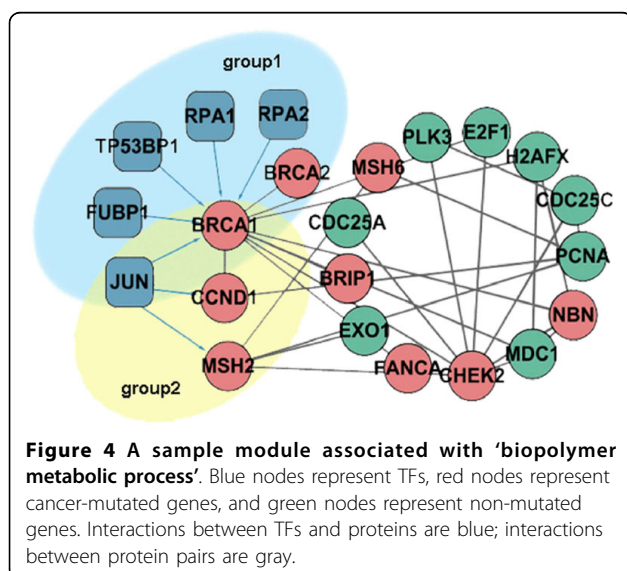 group1
RPA1
RPA2
TP53BP1
PLK3
E2F1
BRCA2
MSH6
H2AFX
FUBP1
CDC25A
CDC25C
BRCA1
PCNA
JUN
BRIP1
CCND1
NBN
EXO1
MDC1
MSH2
FANCA
CHEK2
group2
Figure 4 A sample module associated with ‘biopolymer
metabolic process’. Blue nodes represent TFs, red nodes represent
cancer-mutated genes, and green nodes represent non-mutated
genes. Interactions between TFs and proteins are blue; interactions
between protein pairs are gray.